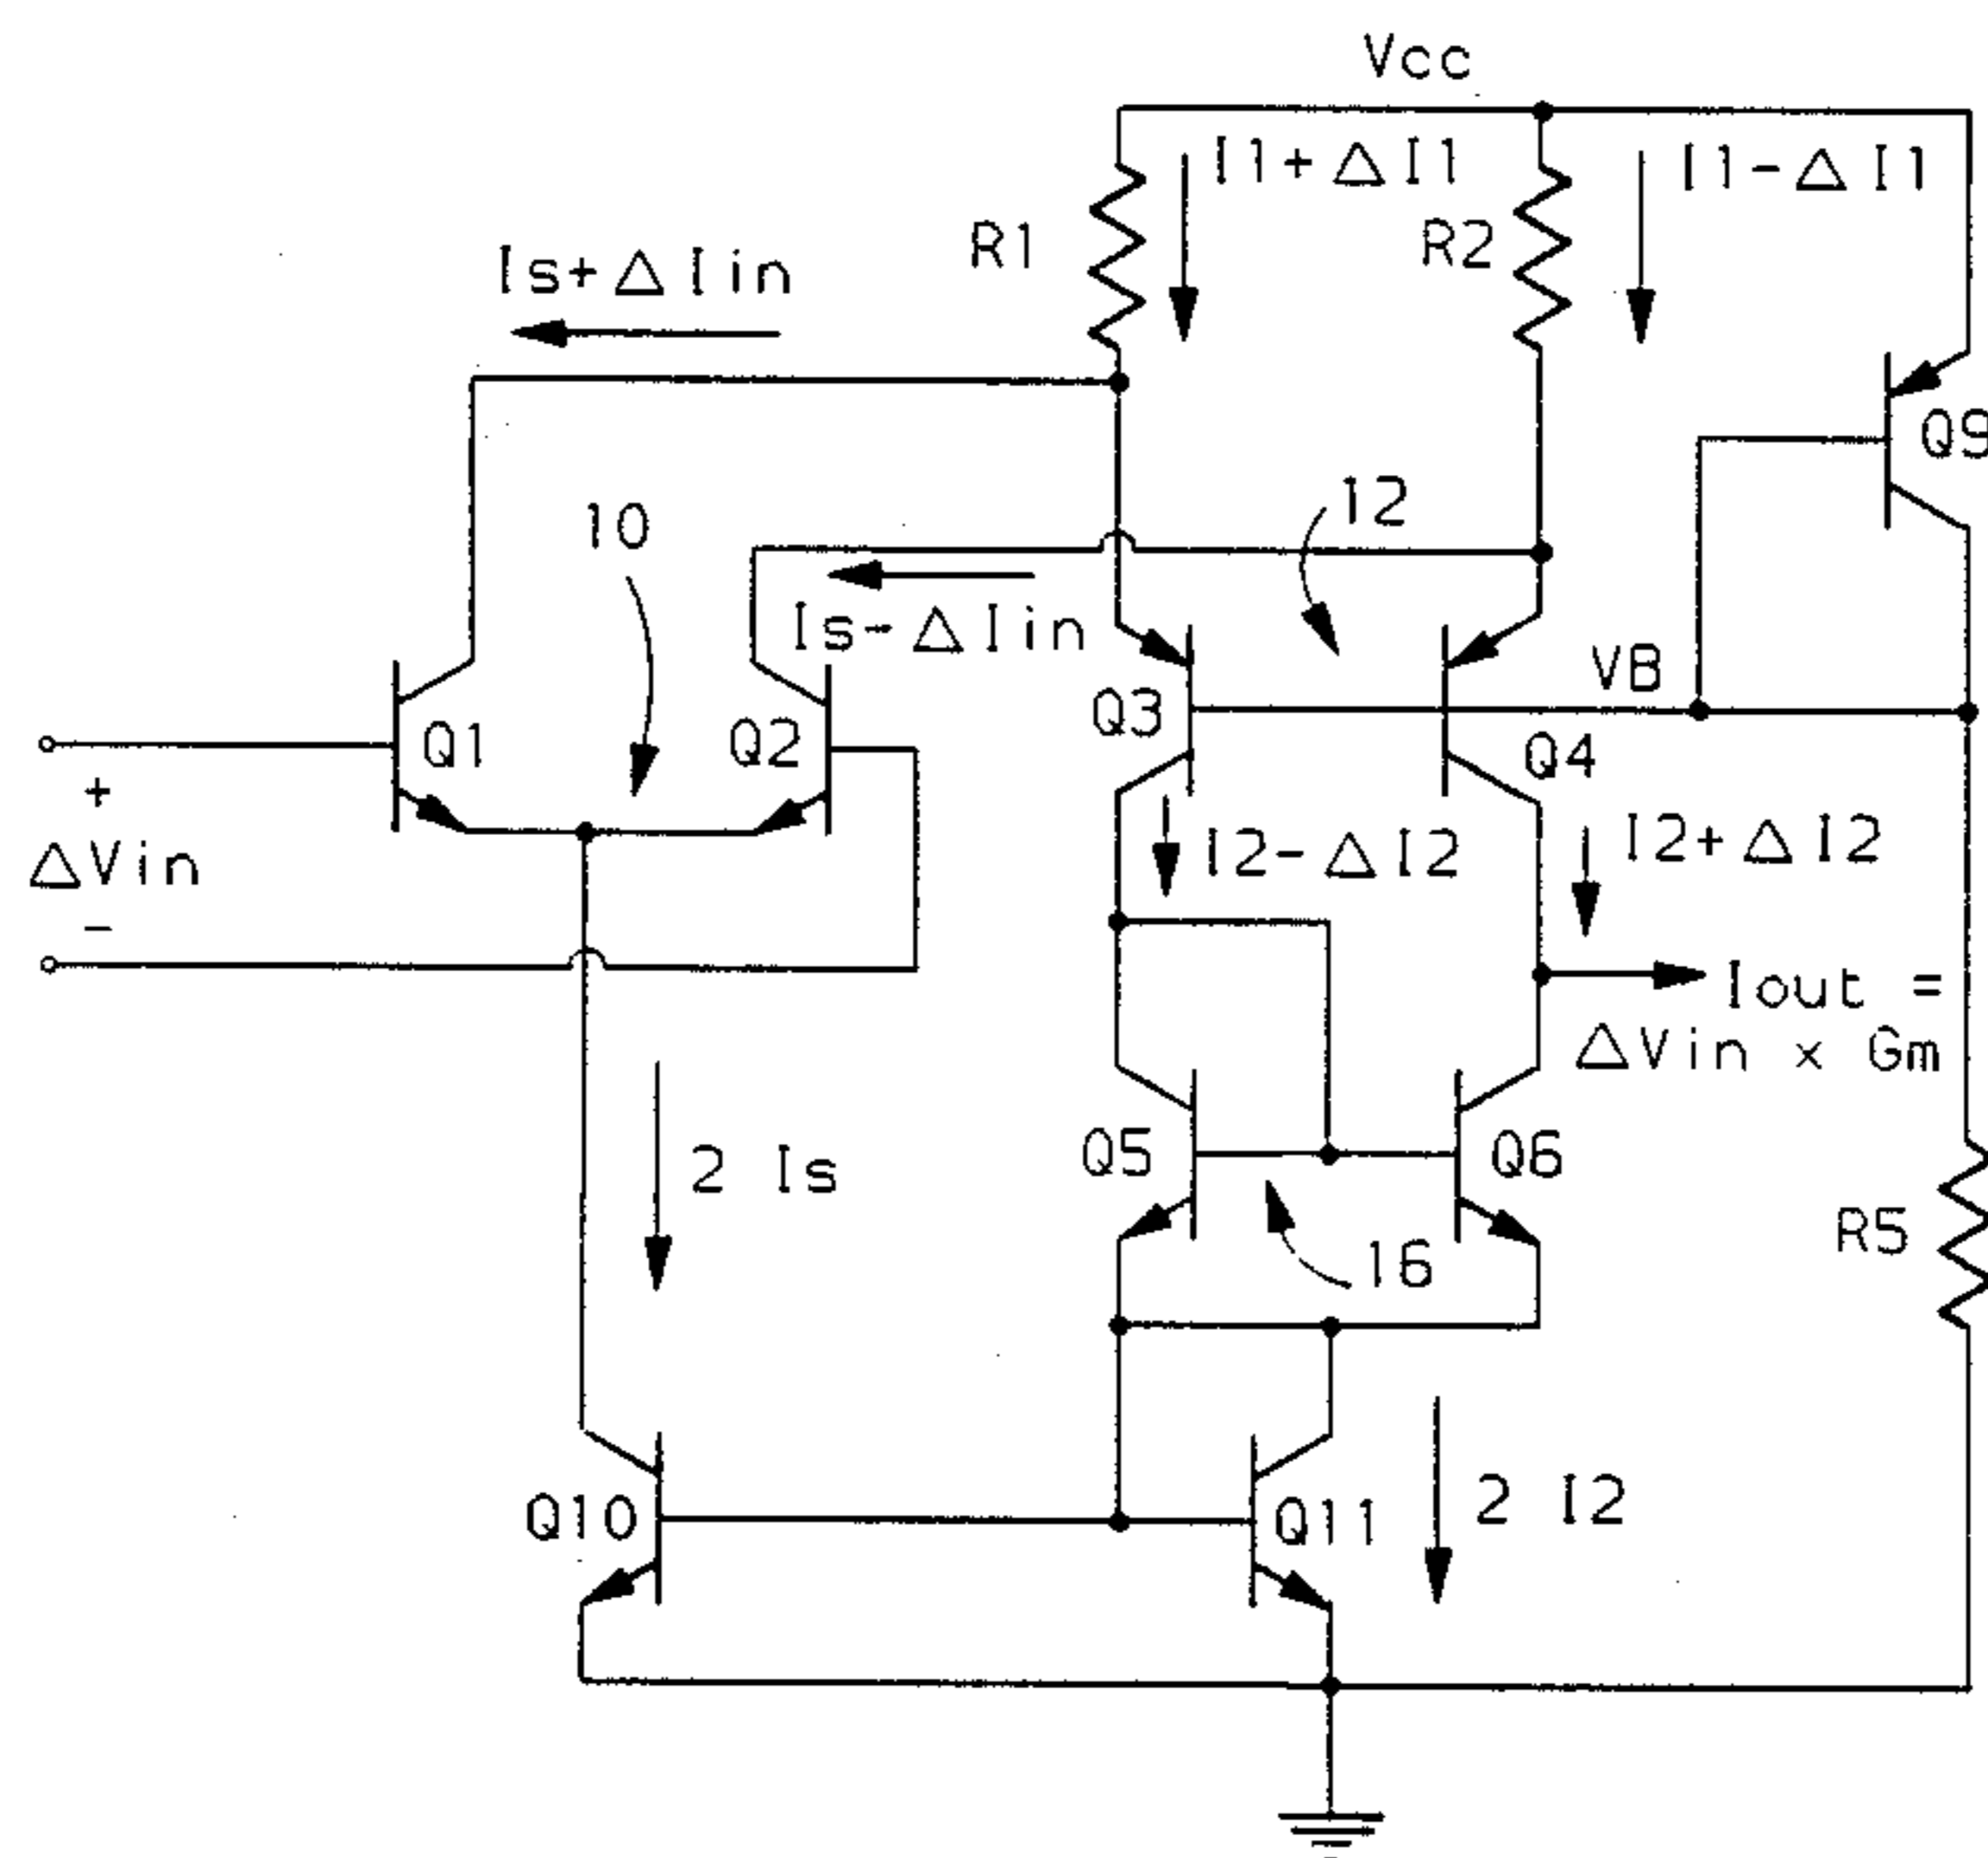 Vcc
I1+ΔI1
I1-ΔI1
R1
R2
Is+ΔIin
Q9
12
10
Is-ΔIin
VB
Q3
Q4
Q1
Q2
+
ΔVin
-
I2-ΔI2
I2+ΔI2
Iout =
ΔVin x Gm
Q5
Q6
2 Is
R5
16
Q10
Q11
2 I2